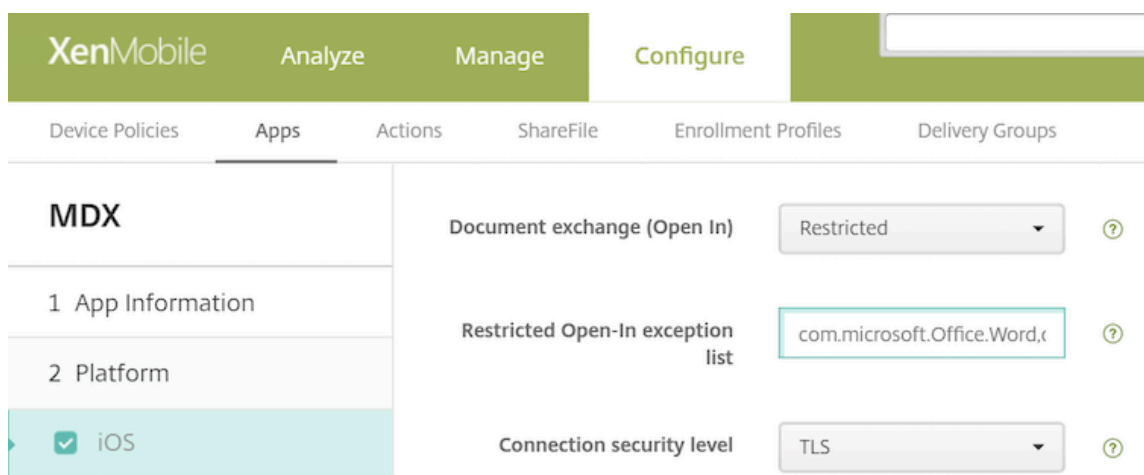 XenMobile Analyze Manage Configure
Device Policies Apps Actions ShareFile Enrollment Profiles Delivery Groups
MDX
1 App Information
2 Platform
iOS
Document exchange (Open In) Restricted ?
Restricted Open-In exception
list
com.microsoft.Office.Word, ?
Connection security level TLS ?